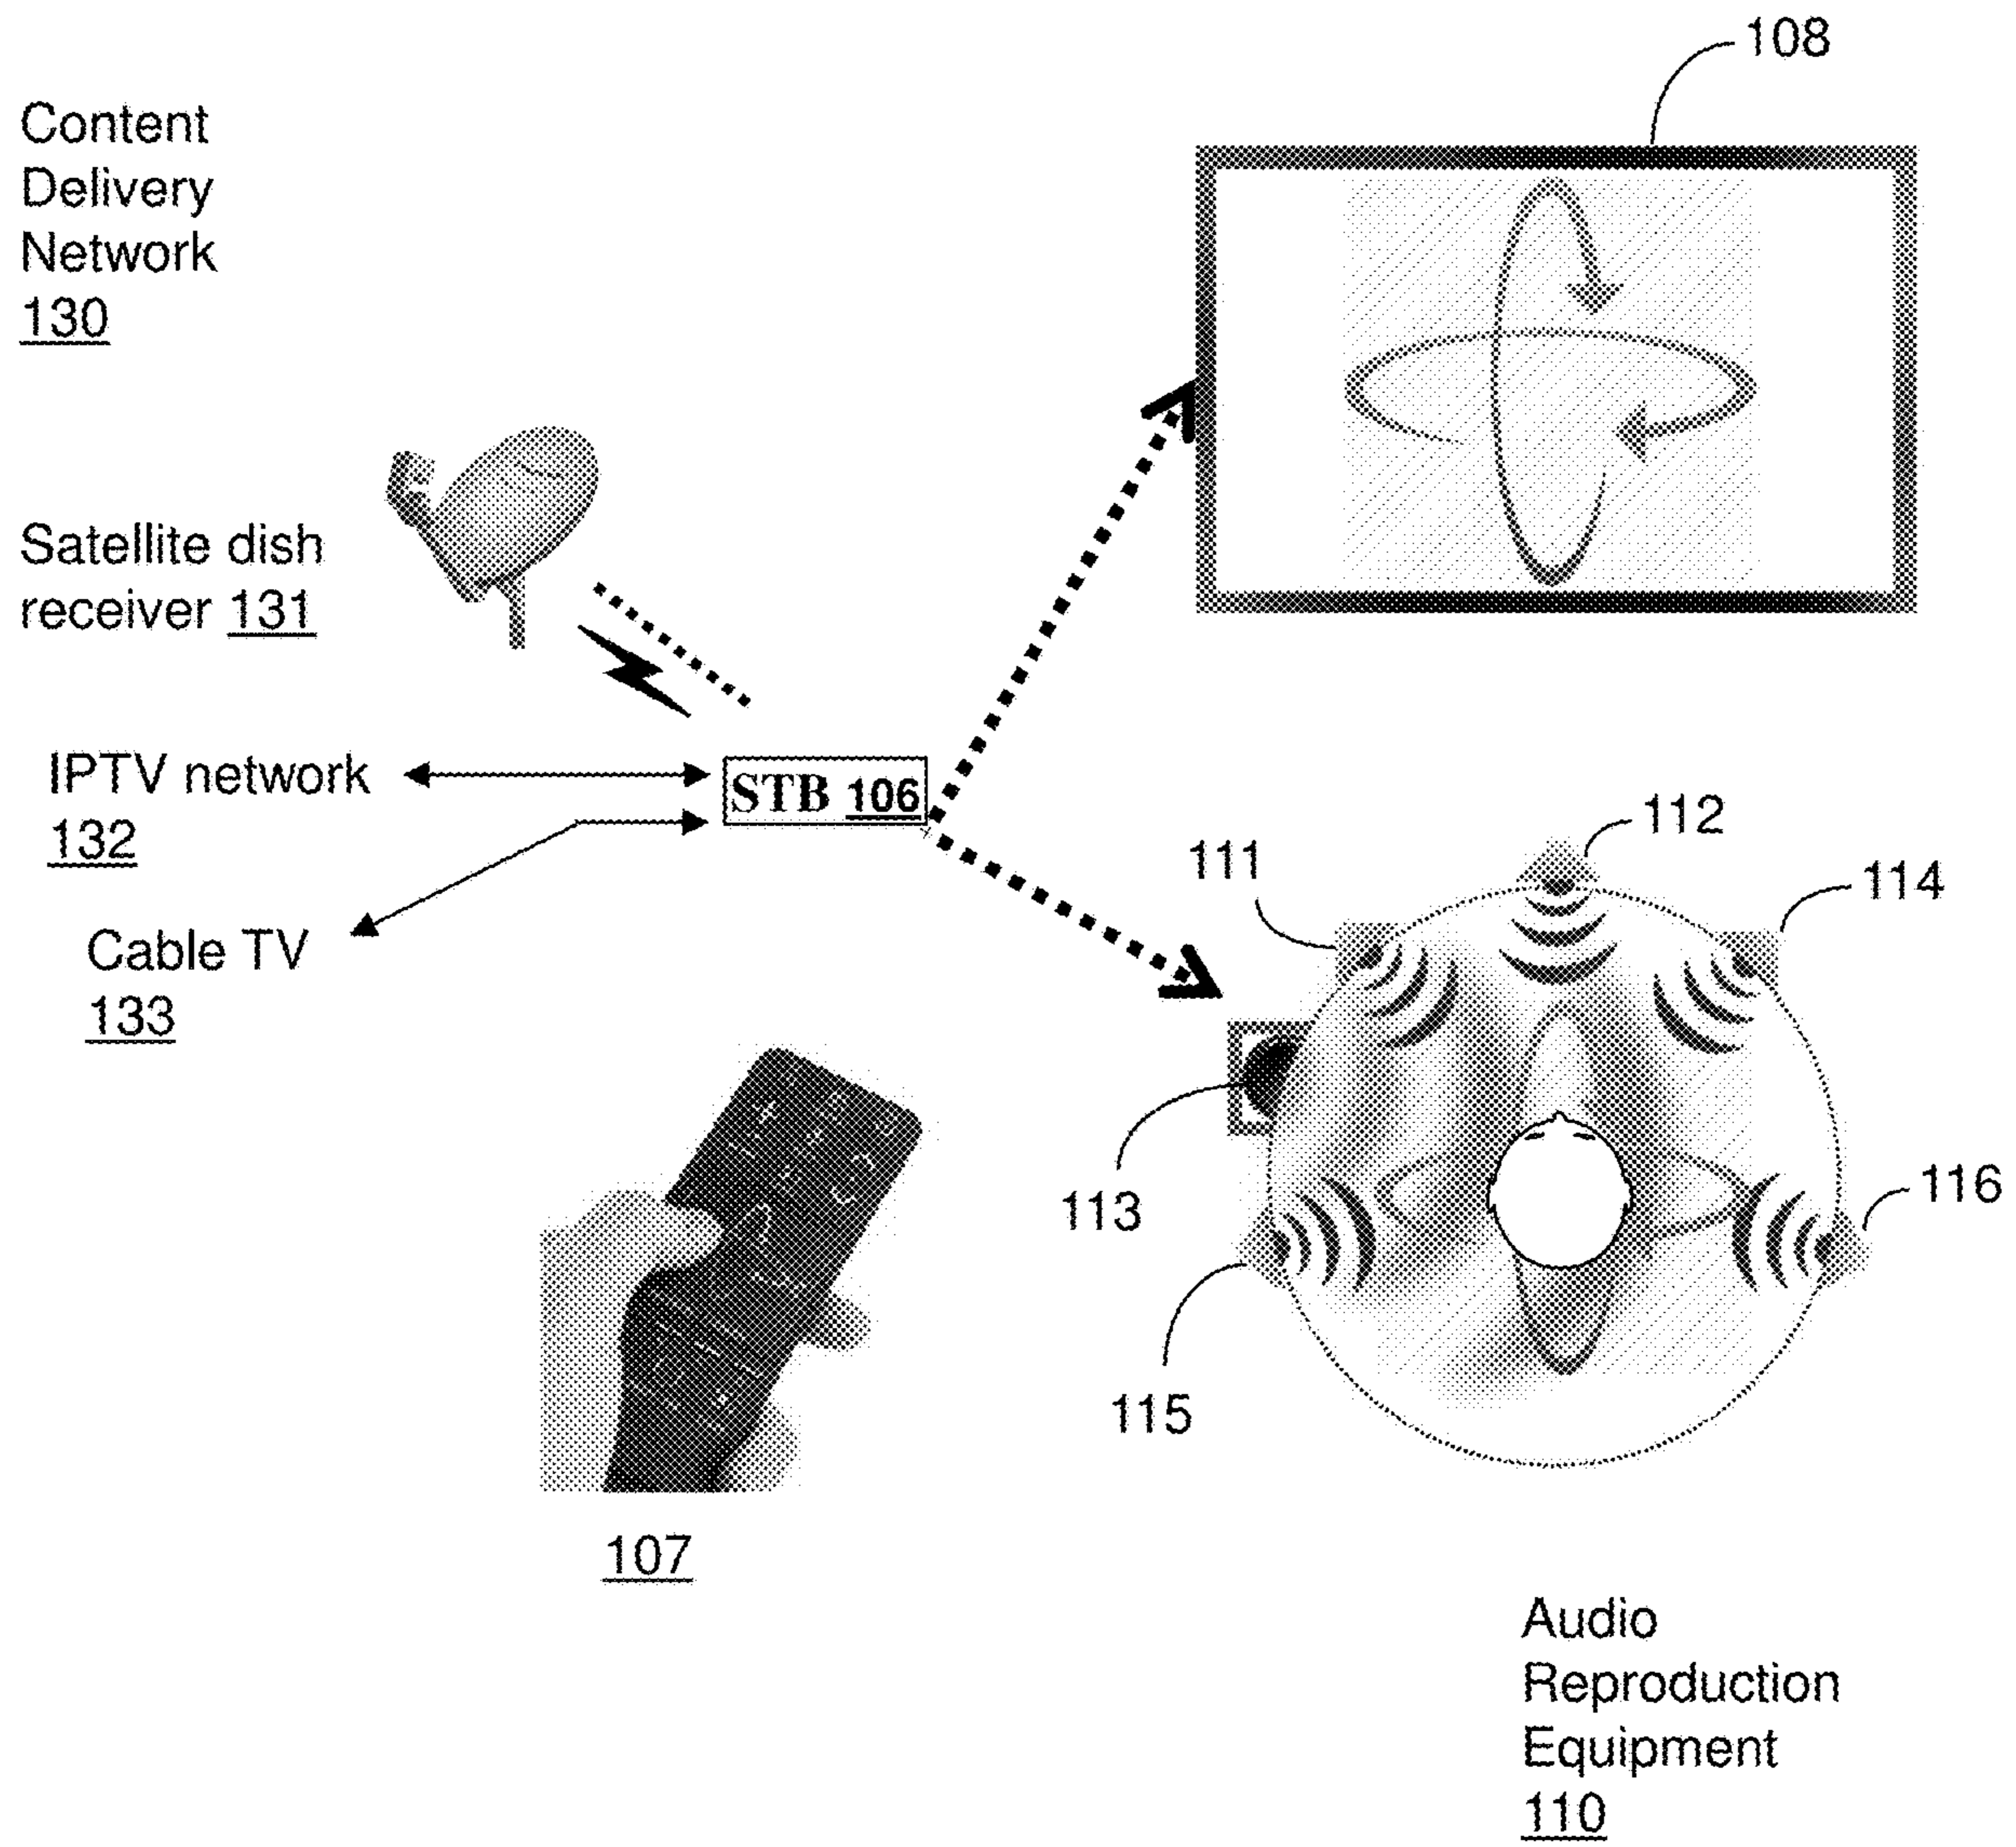 108
Content
Delivery
Network
130
Satellite dish
receiver 131
IPTV network
132
STB 106
Cable TV
133
112
111
114
113
116
115
107
Audio
Reproduction
Equipment
110